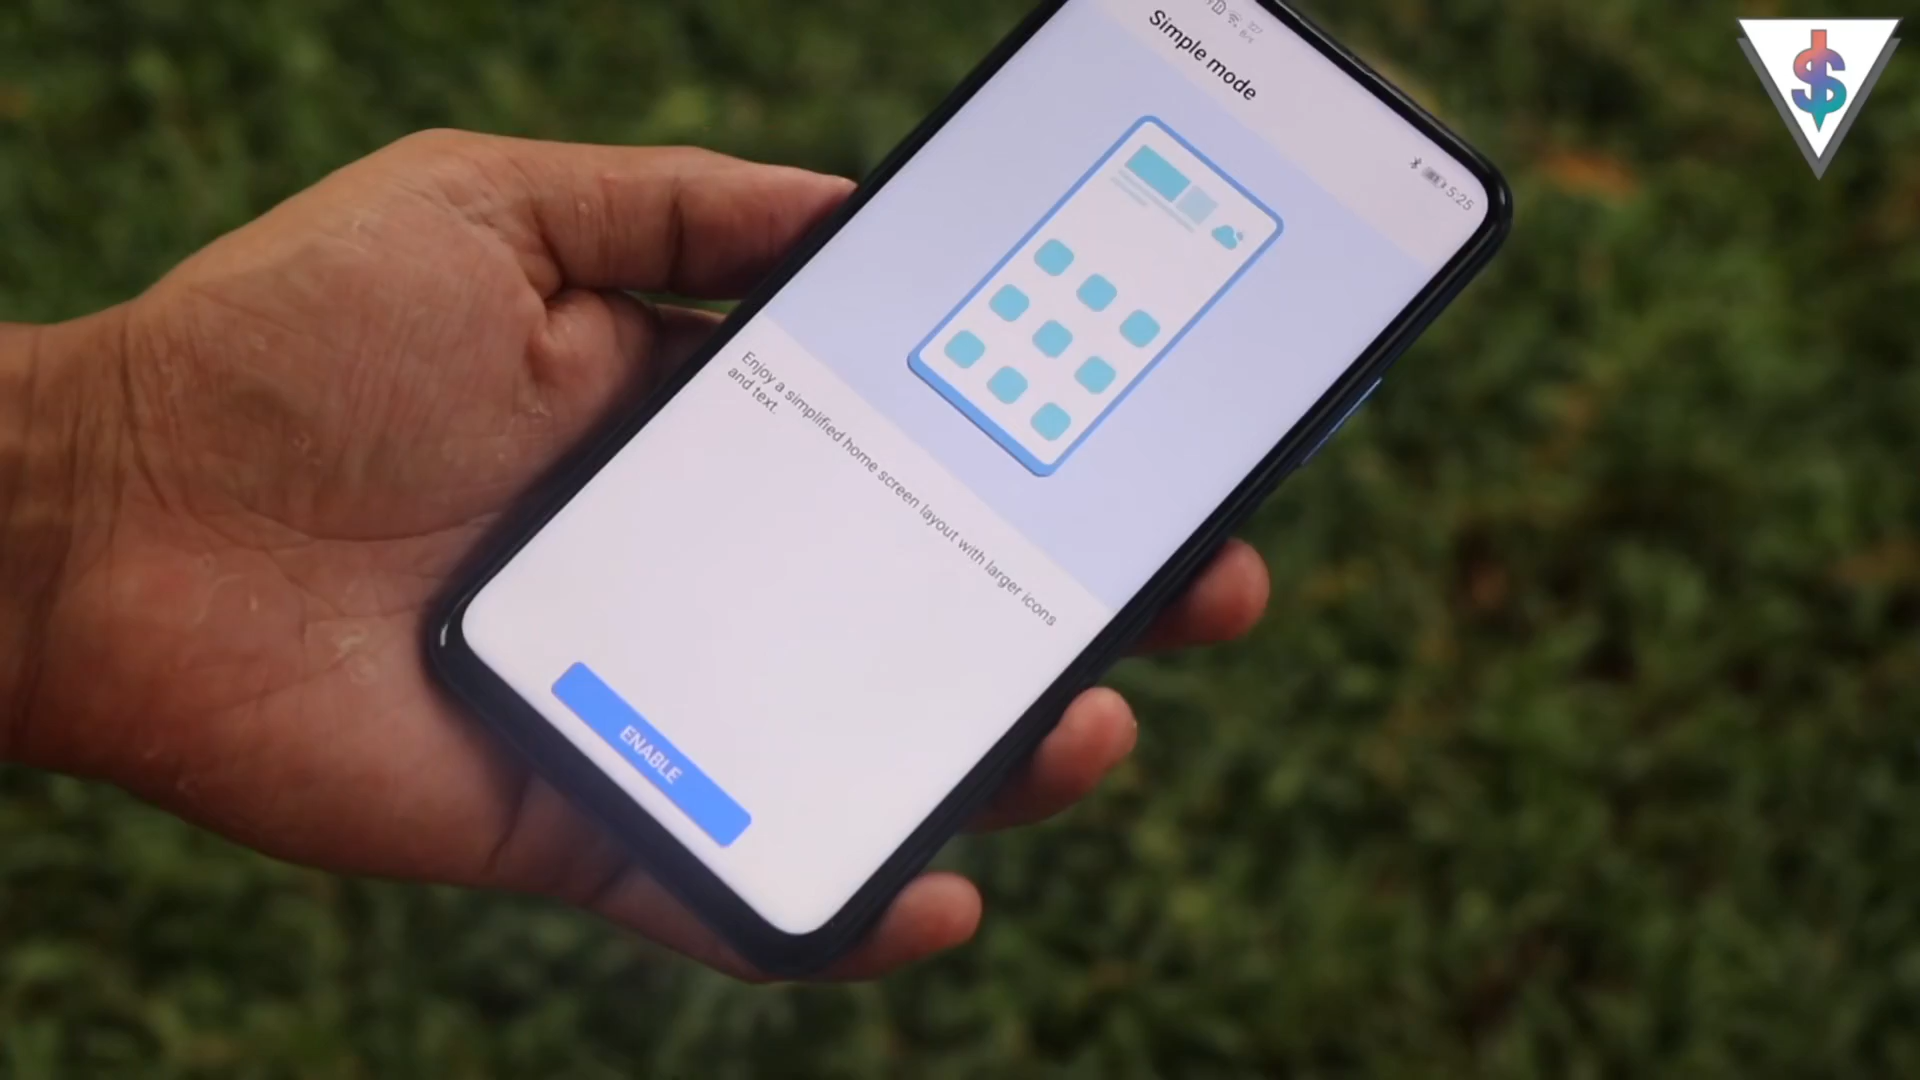 Simple mode
5:25
Enjoy a simplified home screen layout with larger icons
and text.
ENABLE